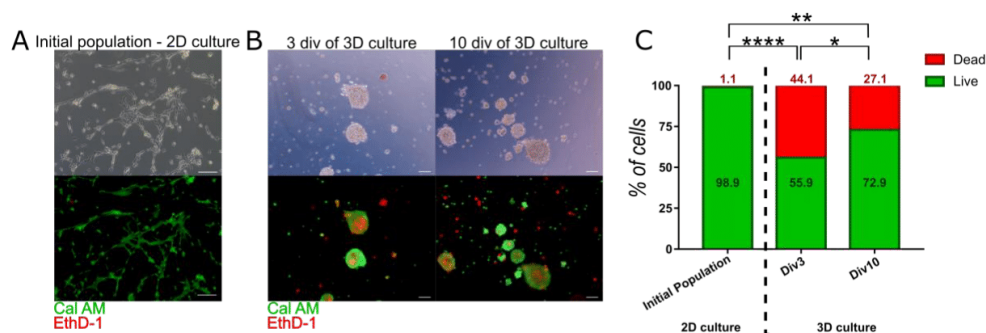 A
Initial population - 2D culture
Cal AM
EthD-1
B
3 div of 3D culture
10 div of 3D culture
Cal AM
EthD-1
C
**
****
*
Dead
Live
% of cells
100
75
50
25
0
1.1
44.1
27.1
98.9
55.9
72.9
Initial Population
Div3
Div10
2D culture
3D culture